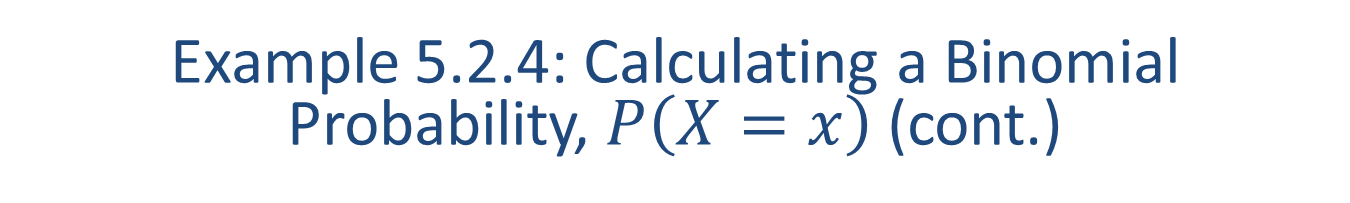 Example 5.2.4: Calculating a Binomial
Probability, P(X = x) (cont.)